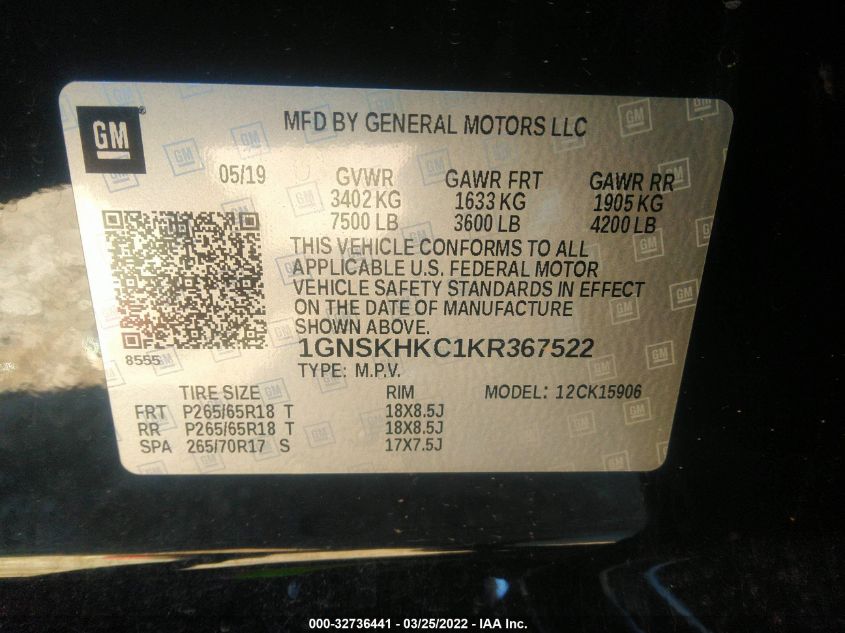 GM
MFD BY GENERAL MOTORS LLC
05/19 GVWR GAWR FRT GAWR RR
3402 KG 1633 KG 1905 KG
7500 LB 3600 LB 4200 LB
THIS VEHICLE CONFORMS TO ALL
APPLICABLE U.S. FEDERAL MOTOR
VEHICLE SAFETY STANDARDS IN EFFECT
ON THE DATE OF MANUFACTURE
SHOWN ABOVE.
8555
1GNSKHKC1KR367522
TYPE: M.P.V.
TIRE SIZE RIM MODEL: 12CK15906
FRT P265/65R18 T 18X8.5J
RR P265/65R18 T 18X8.5J
SPA 265/70R17 S 17X7.5J
000-32736441 - 03/25/2022 - IAA Inc.